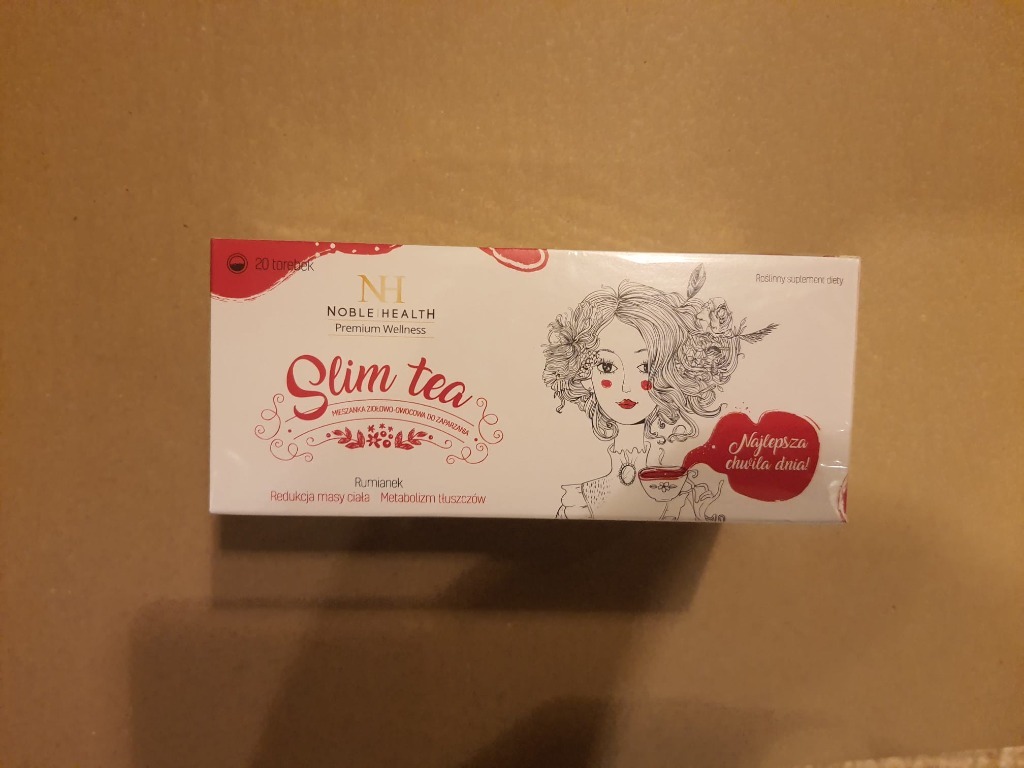 20 torebek
NH
NOBLE HEALTH
Premium Wellness
Roślinny suplement diety
Slim tea
MIESZANKA ZIOŁOWO-OWOCOWA DO ZAPARZANIA
Rumianek
Redukcja masy ciała Metabolizm tłuszczów
Najlepsza
chwila dnia!